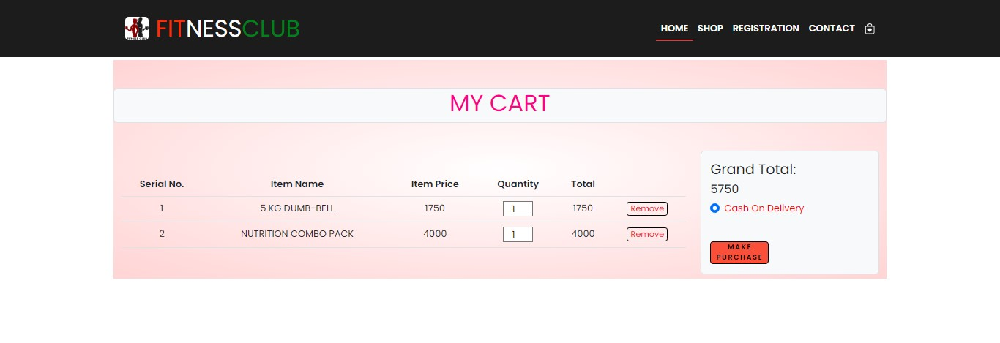 FITNESSCLUB
HOME SHOP REGISTRATION CONTACT
MY CART
Serial No. Item Name Item Price Quantity Total
1 5 KG DUMB-BELL 1750 1 1750 Remove
2 NUTRITION COMBO PACK 4000 1 4000 Remove
Grand Total:
5750
Cash On Delivery
MAKE
PURCHASE